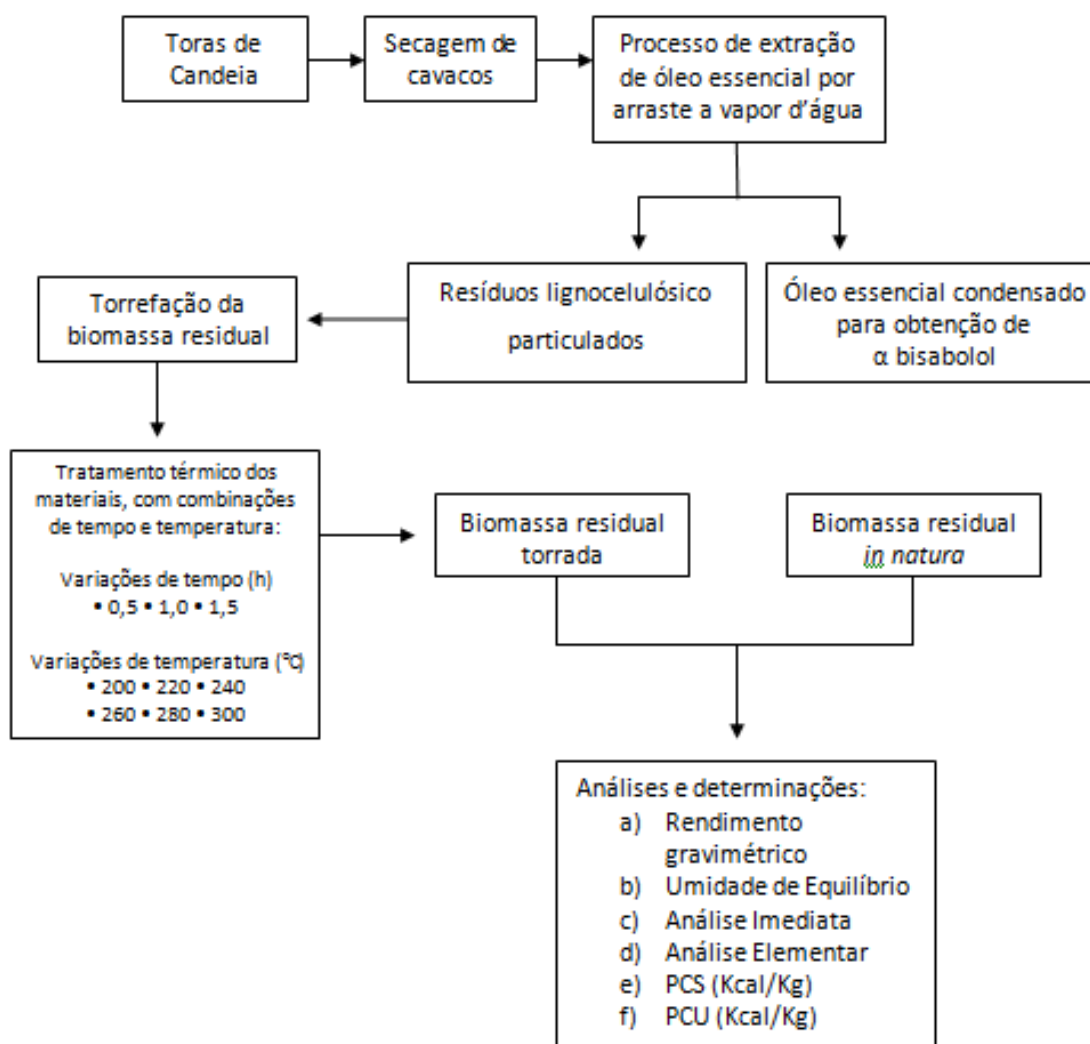 Toras de
Candeia
Secagem de
cavacos
Processo de extração
de óleo essencial por
arraste a vapor d'água
Torrefação da
biomassa residual
Resíduos lignocelulósico
particulados
Óleo essencial condensado
para obtenção de
α bisabolol
Tratamento térmico dos
materiais, com combinações
de tempo e temperatura:
Variações de tempo (h)
• 0,5 • 1,0 • 1,5
Variações de temperatura (°C)
• 200 • 220 • 240
• 260 • 280 • 300
Biomassa residual
torrada
Biomassa residual
in natura
Análises e determinações:
a) Rendimento
gravimétrico
b) Umidade de Equilíbrio
c) Análise Imediata
d) Análise Elementar
e) PCS (Kcal/Kg)
f) PCU (Kcal/Kg)